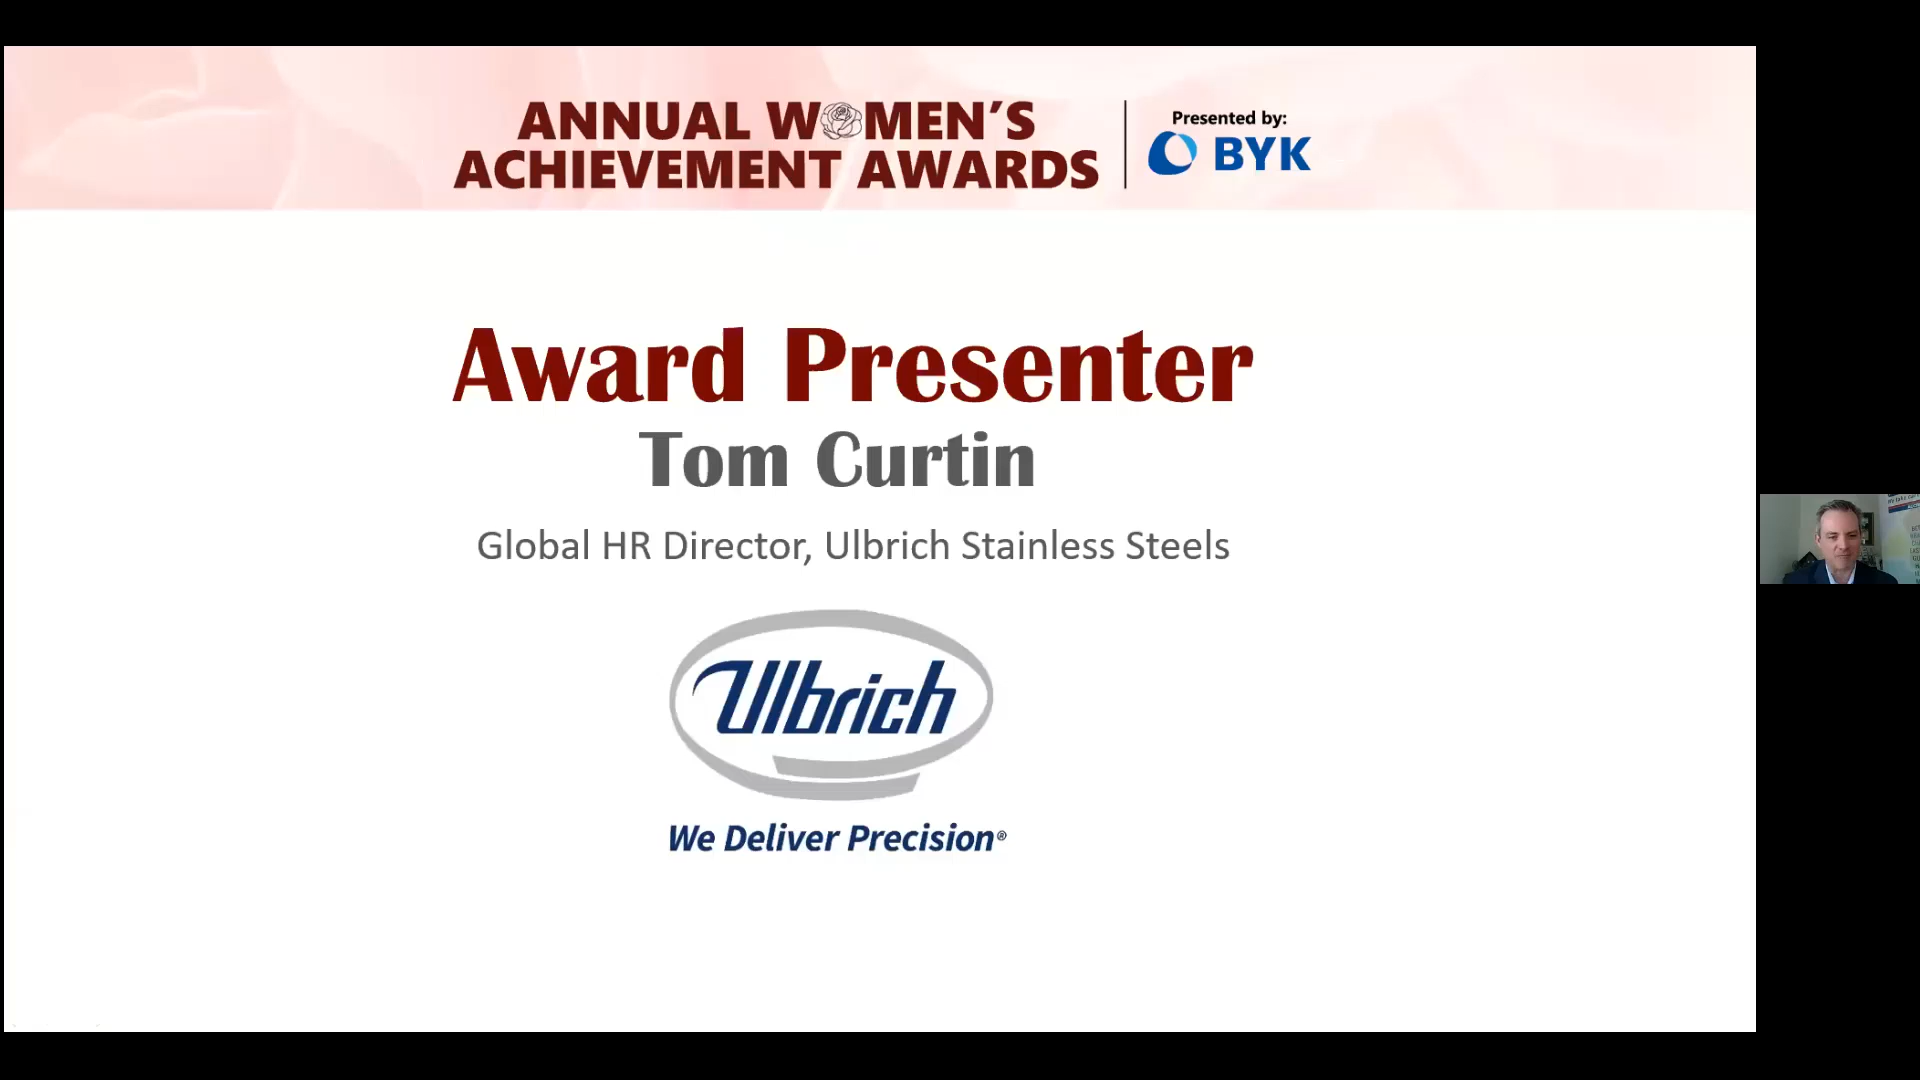 ANNUAL WOMEN'S
ACHIEVEMENT AWARDS
Presented by:
BYK
Award Presenter
Tom Curtin
Global HR Director, Ulbrich Stainless Steels
Ulbrich
We Deliver Precision®